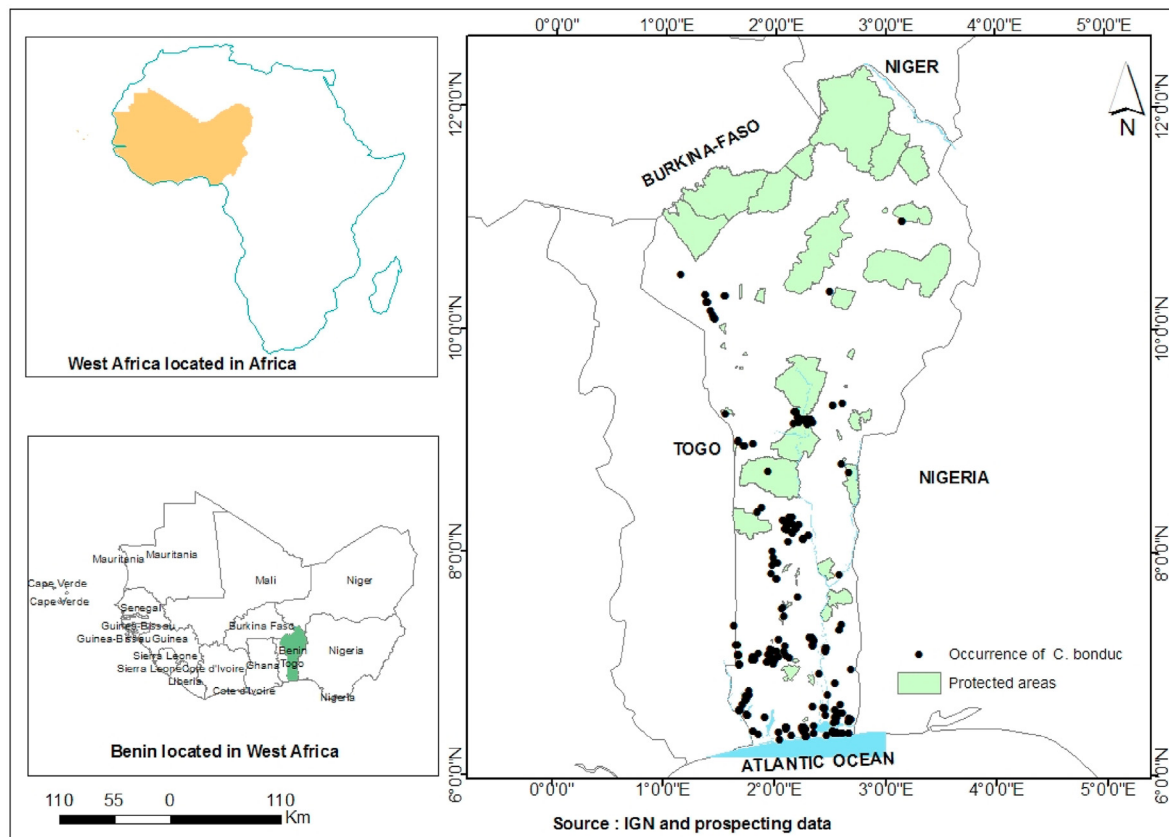 West Africa located in Africa
Mauritania
Mauritania
Cape Verde
Cape Verde
Mali
Niger
Senegal
Guinea-Bissau
Guinea-Bissau
Guinea
Burkina Faso
Benin
Nigeria
Sierra Leone
Sierra Leone
Cote d'Ivoire
Ghana
Togo
Liberia
Cote d'Ivoire
Nigeria
Benin located in West Africa
110 55 0 110
Km
0°0'0" 0°0'0" 1°0'0"E 2°0'0"E 3°0'0"E 4°0'0"E 5°0'0"E
12°0'0"N
10°0'0"N
8°0'0"N
6°0'0"N
NIGER
N
BURKINA-FASO
TOGO
NIGERIA
Occurrence of C. bonduc
Protected areas
ATLANTIC OCEAN
12°0'0"N
10°0'0"N
8°0'0"N
6°0'0"N
0°0'0" 0°0'0" 1°0'0"E 2°0'0"E 3°0'0"E 4°0'0"E 5°0'0"E
Source : IGN and prospecting data